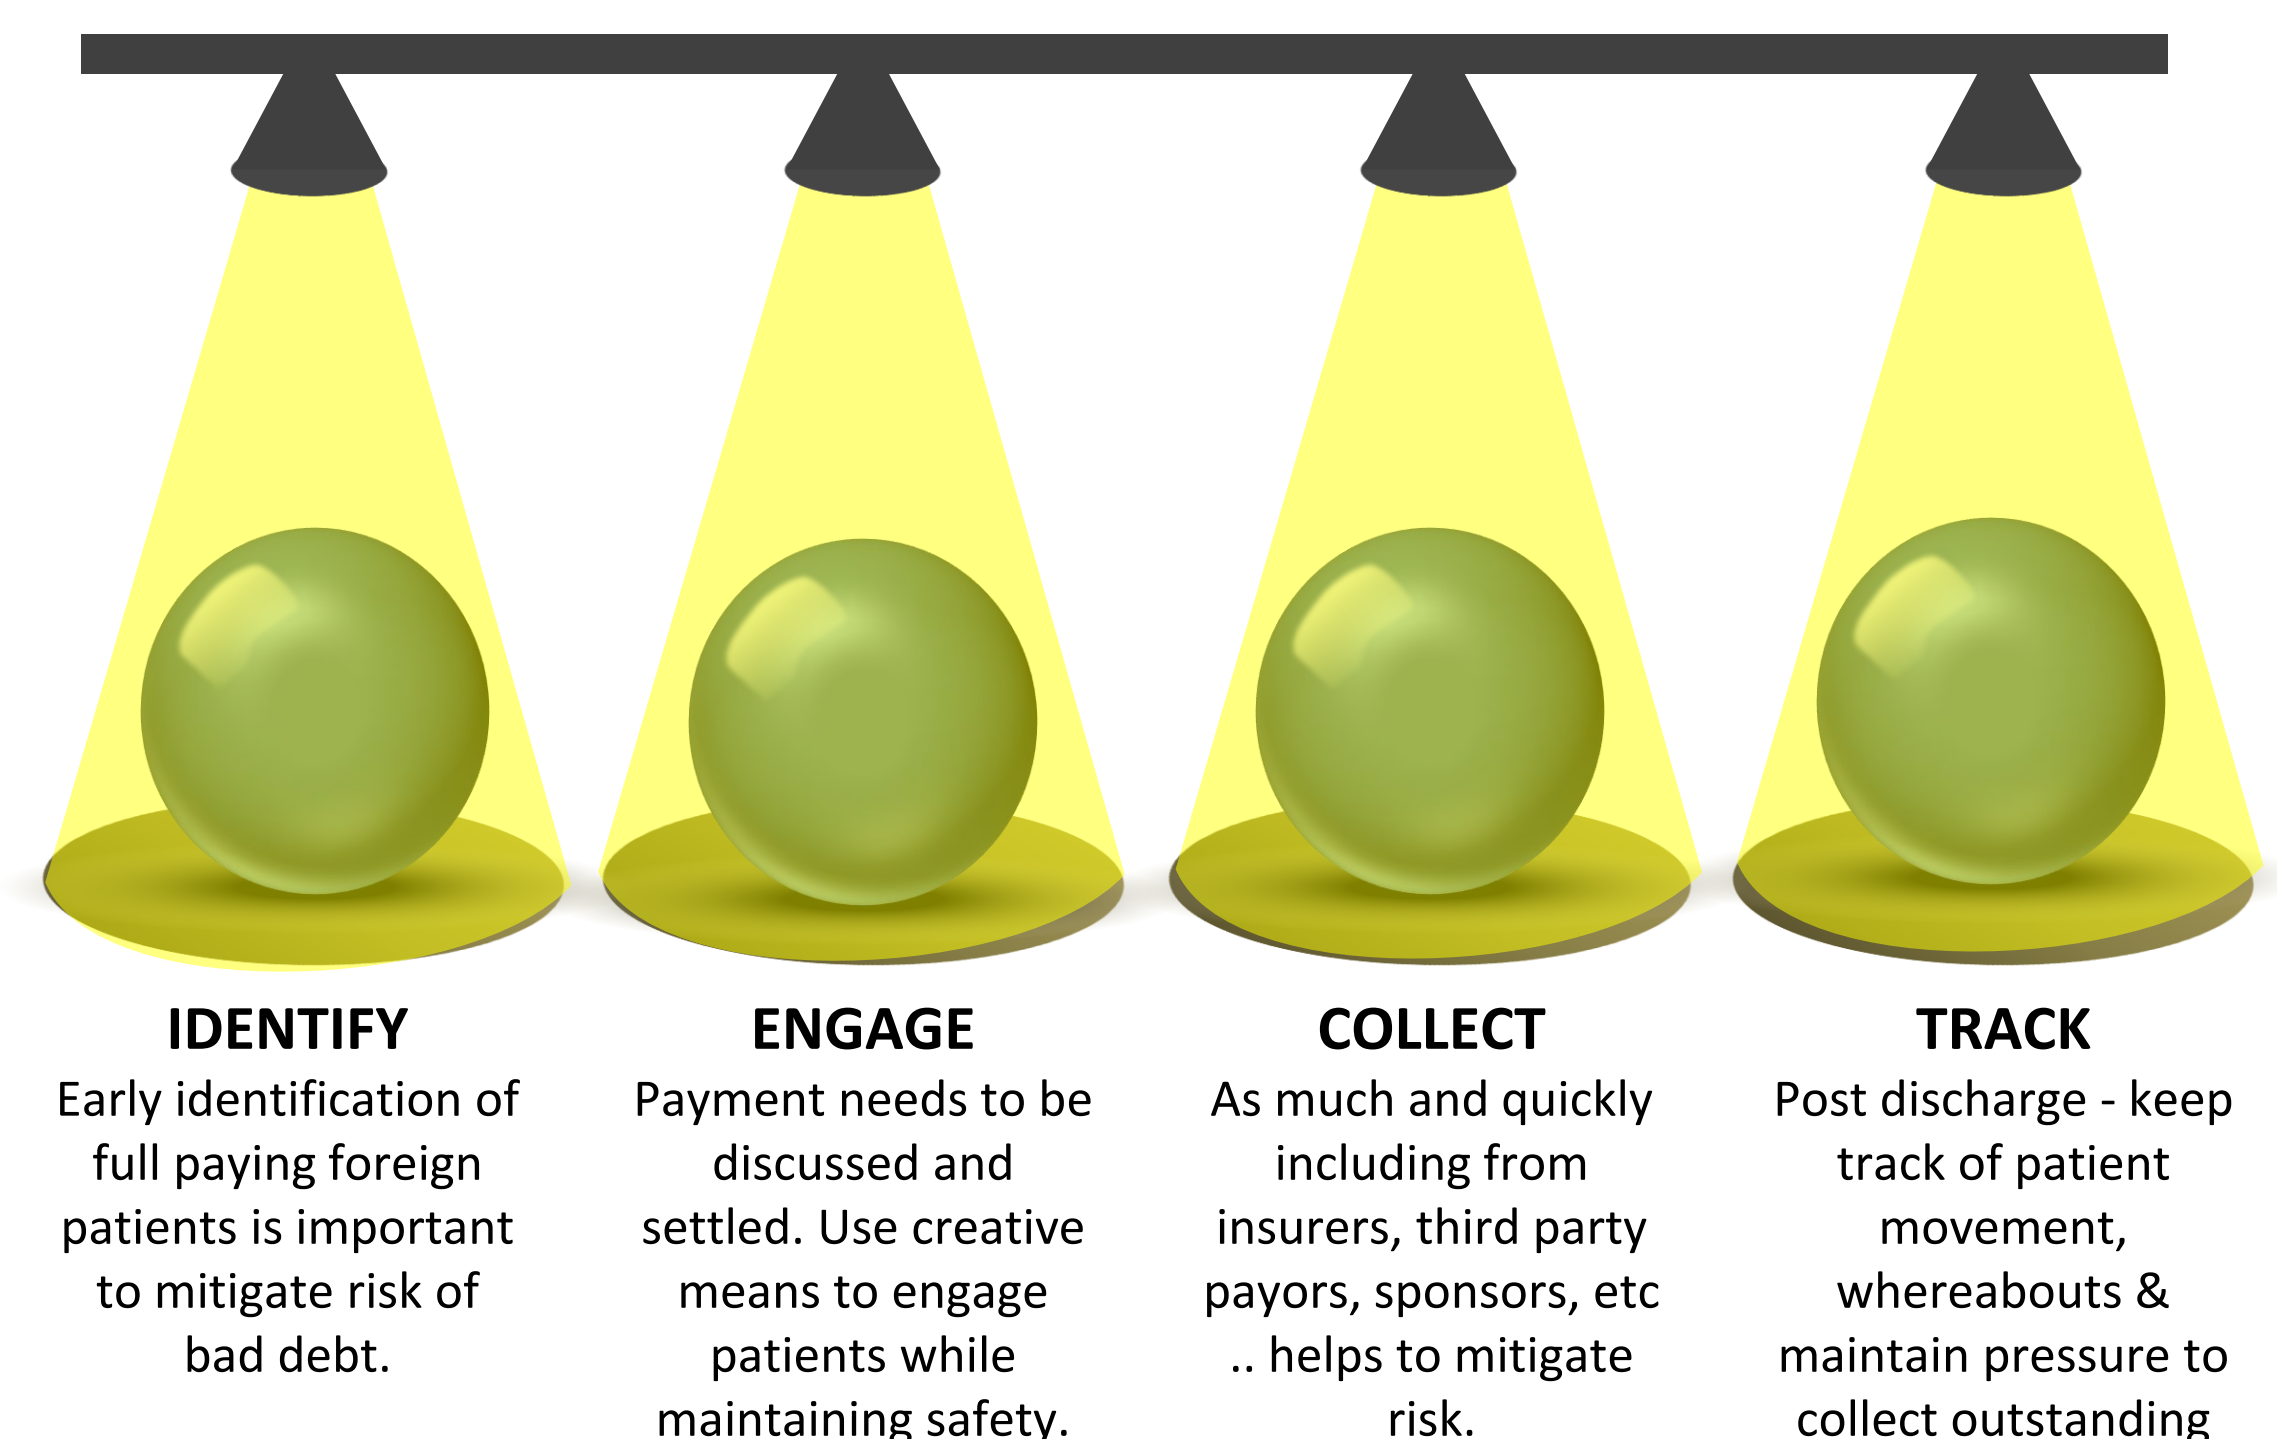 IDENTIFY
Early identification of
full paying foreign
patients is important
to mitigate risk of
bad debt.
ENGAGE
Payment needs to be
discussed and
settled. Use creative
means to engage
patients while
maintaining safety.
COLLECT
As much and quickly
including from
insurers, third party
payors, sponsors, etc
.. helps to mitigate
risk.
TRACK
Post discharge - keep
track of patient
movement,
whereabouts &
maintain pressure to
collect outstanding